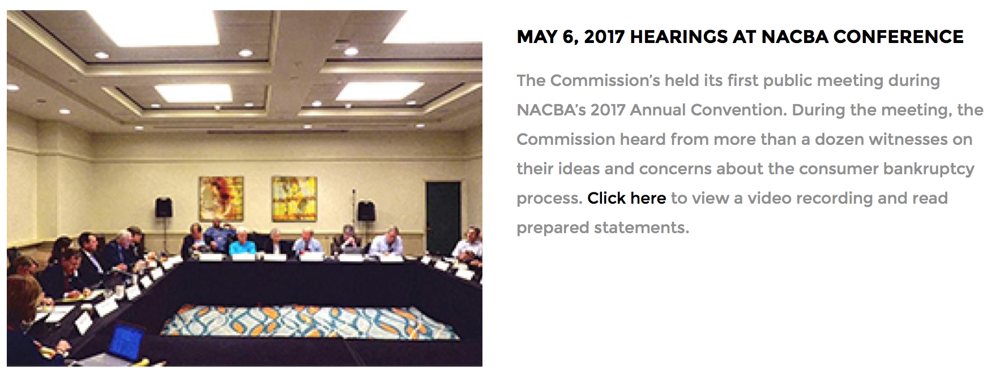 MAY 6, 2017 HEARINGS AT NACBA CONFERENCE
The Commission’s held its first public meeting during
NACBA’s 2017 Annual Convention. During the meeting, the
Commission heard from more than a dozen witnesses on
their ideas and concerns about the consumer bankruptcy
process. Click here to view a video recording and read
prepared statements.